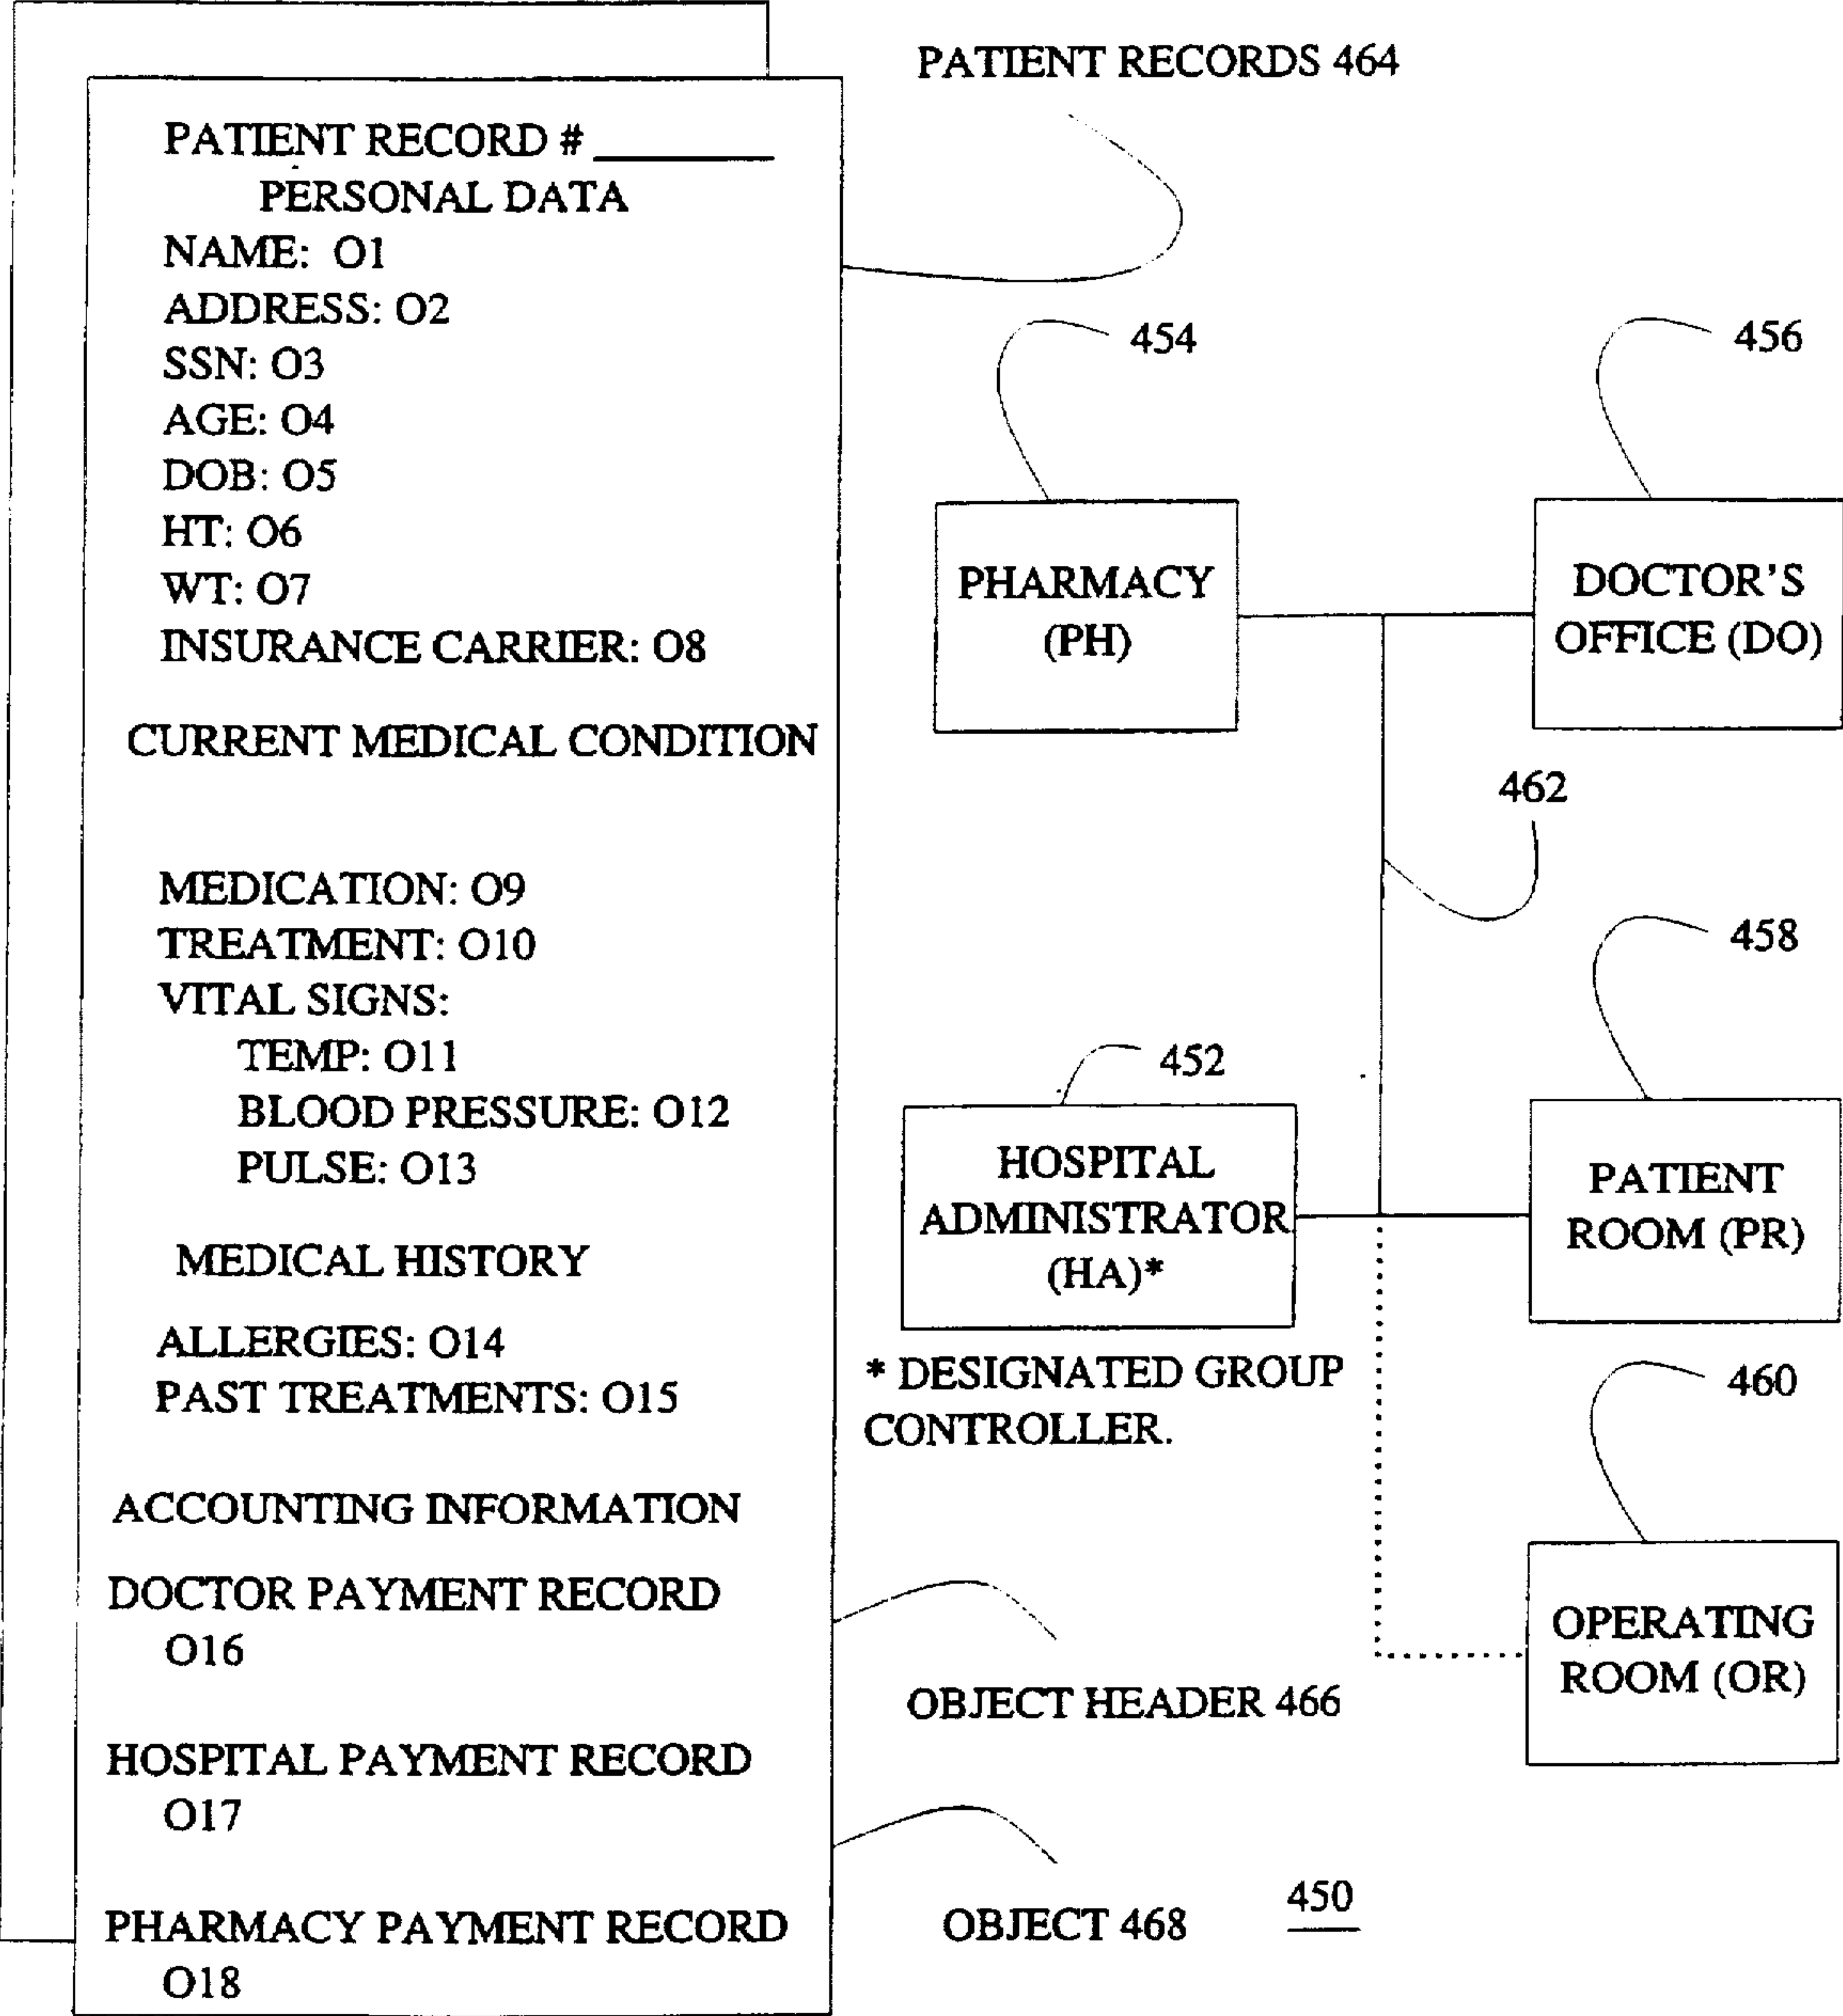 PATIENT RECORD #
PERSONAL DATA
NAME: O1
ADDRESS: O2
SSN: O3
AGE: O4
DOB: O5
HT: O6
WT: O7
INSURANCE CARRIER: O8
CURRENT MEDICAL CONDITION
MEDICATION: O9
TREATMENT: O10
VITAL SIGNS:
TEMP: O11
BLOOD PRESSURE: O12
PULSE: O13
MEDICAL HISTORY
ALLERGIES: O14
PAST TREATMENTS: O15
ACCOUNTING INFORMATION
DOCTOR PAYMENT RECORD
O16
HOSPITAL PAYMENT RECORD
O17
PHARMACY PAYMENT RECORD
O18
PATIENT RECORDS 464
454
PHARMACY
(PH)
456
DOCTOR'S
OFFICE (DO)
462
458
PATIENT
ROOM (PR)
452
HOSPITAL
ADMINISTRATOR
(HA)*
* DESIGNATED GROUP
CONTROLLER.
460
OPERATING
ROOM (OR)
OBJECT HEADER 466
OBJECT 468
450